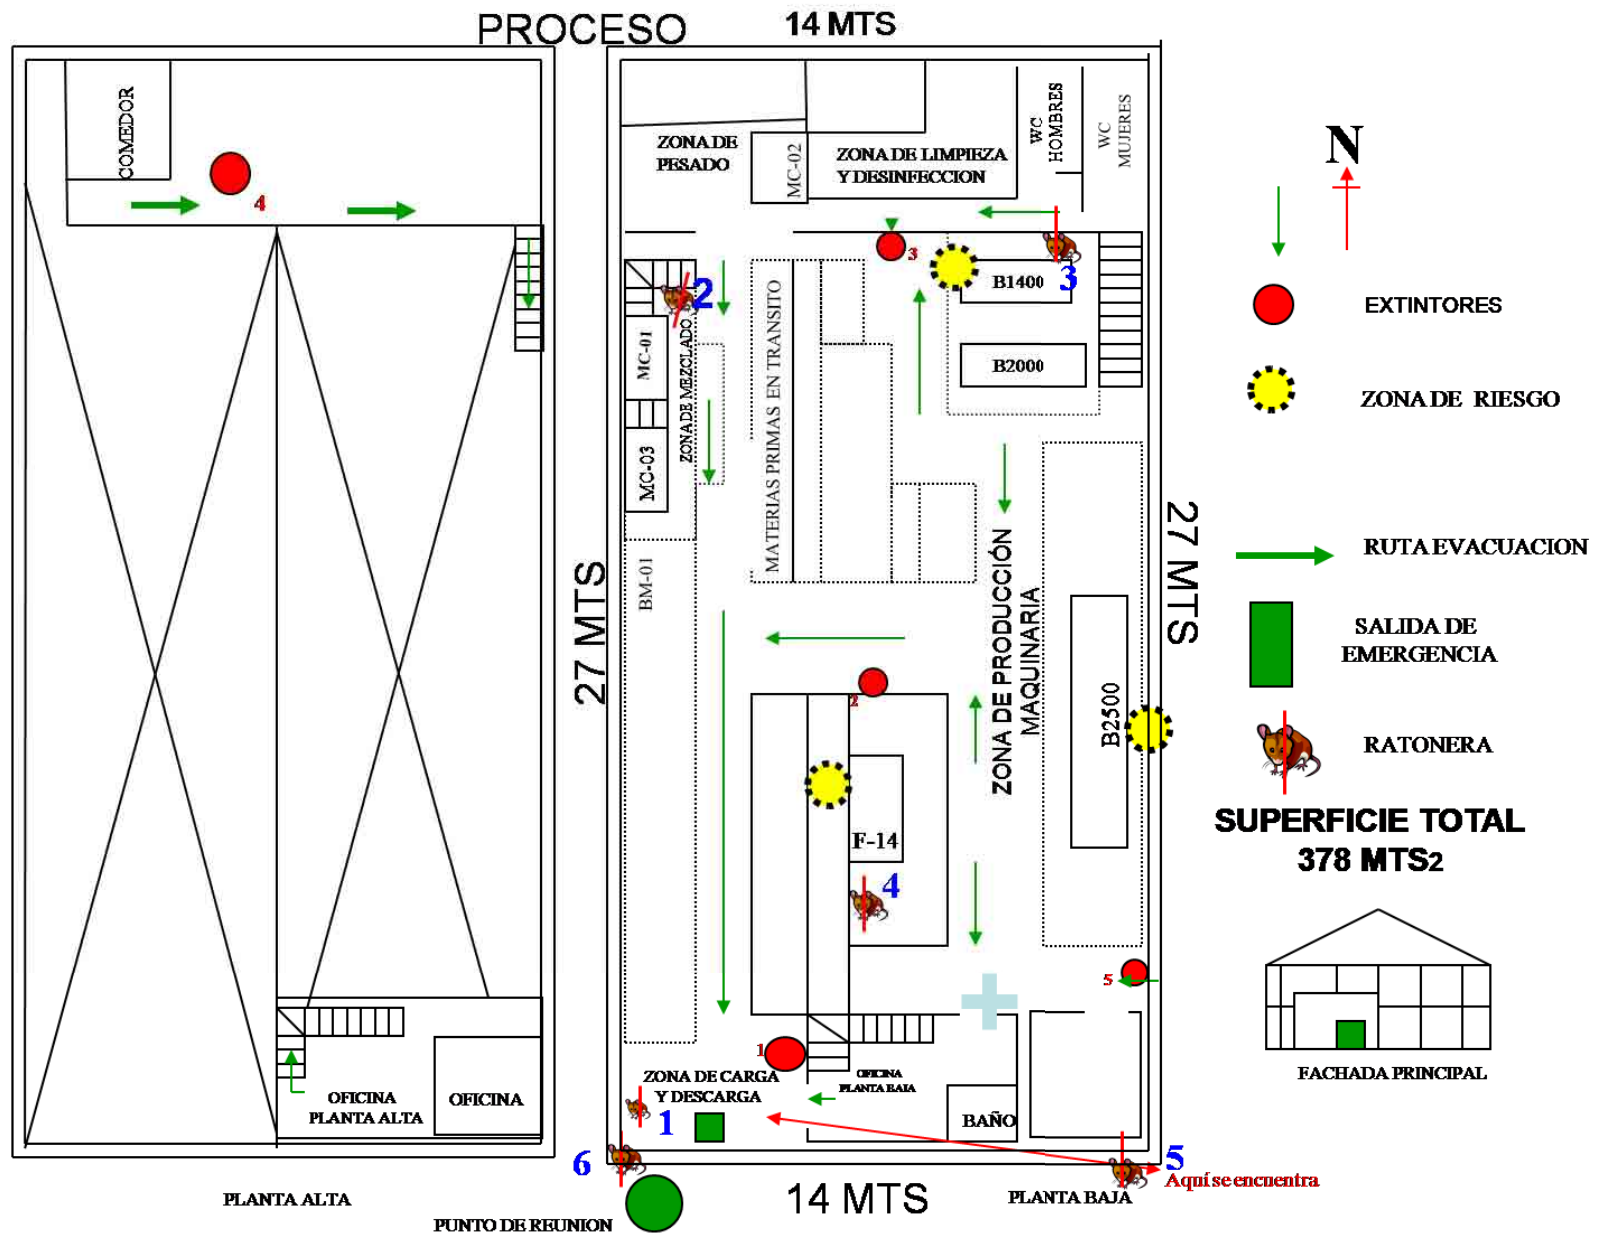 PROCESO
14 MTS
COMEDOR
4
ZONA DE
PESADO
MC-02
ZONA DE LIMPIEZA
Y DESINFECCION
WC
HOMBRES
WC
MUJERES
N
3
2
3
B1400
B2000
MC-01
MC-03
ZONA DE MEZCLADO
MATERIAS PRIMAS EN TRANSITO
BM-01
27 MTS
ZONA DE PRODUCCIÓN
MAQUINARIA
2
B2500
27 MTS
F-14
4
5
1
ZONA DE CARGA
Y DESCARGA
OFICINA
PLANTA BAJA
BAÑO
1
6
5
Aquí se encuentra
OFICINA
PLANTA ALTA
OFICINA
PLANTA ALTA
PUNTO DE REUNION
14 MTS
PLANTA BAJA
EXTINTORES
ZONA DE RIESGO
RUTA EVACUACION
SALIDA DE
EMERGENCIA
RATONERA
SUPERFICIE TOTAL
378 MTS2
FACHADA PRINCIPAL